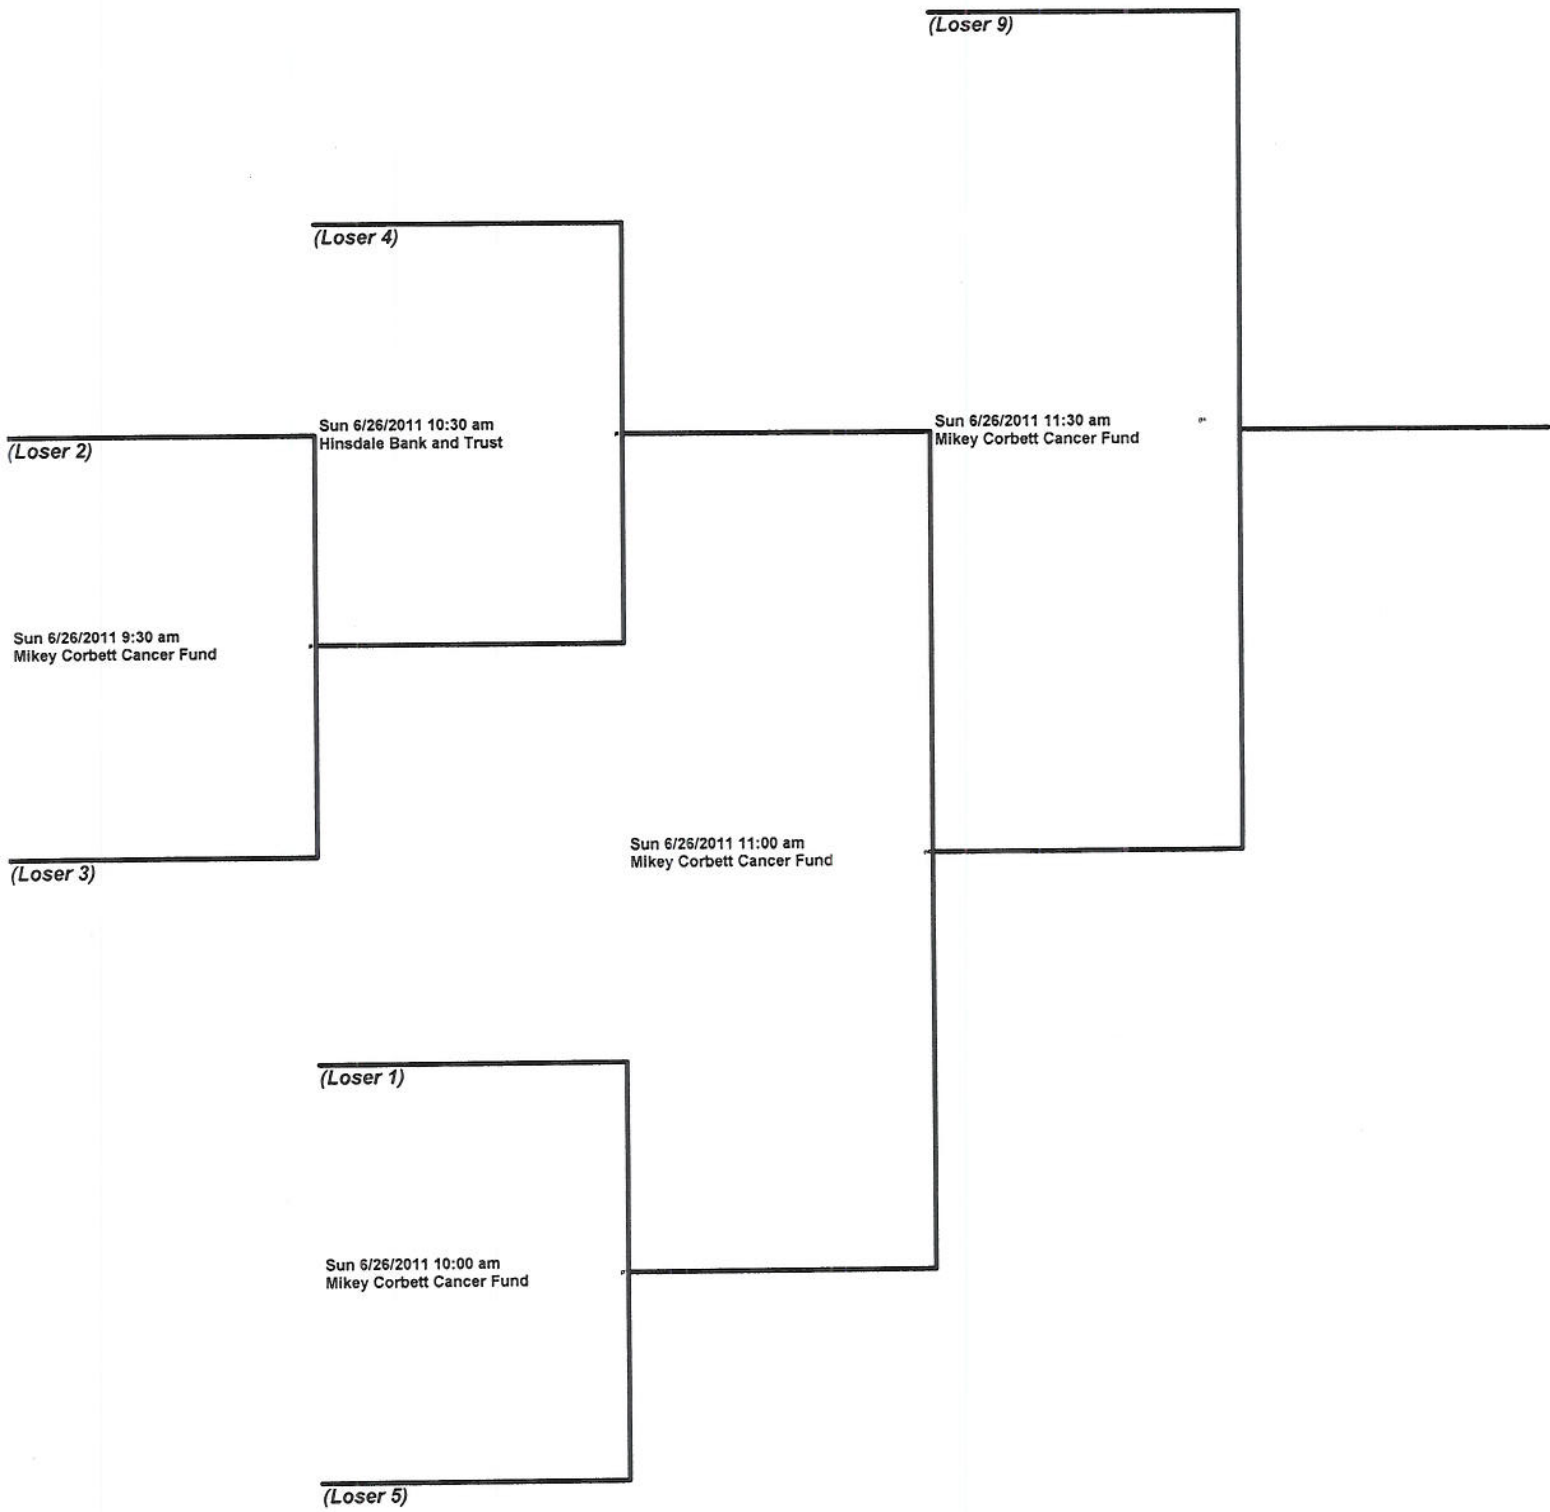 (Loser 9)
(Loser 4)
Sun 6/26/2011 10:30 am
Hinsdale Bank and Trust
Sun 6/26/2011 11:30 am
Mikey Corbett Cancer Fund
(Loser 2)
Sun 6/26/2011 9:30 am
Mikey Corbett Cancer Fund
Sun 6/26/2011 11:00 am
Mikey Corbett Cancer Fund
(Loser 3)
(Loser 1)
Sun 6/26/2011 10:00 am
Mikey Corbett Cancer Fund
(Loser 5)